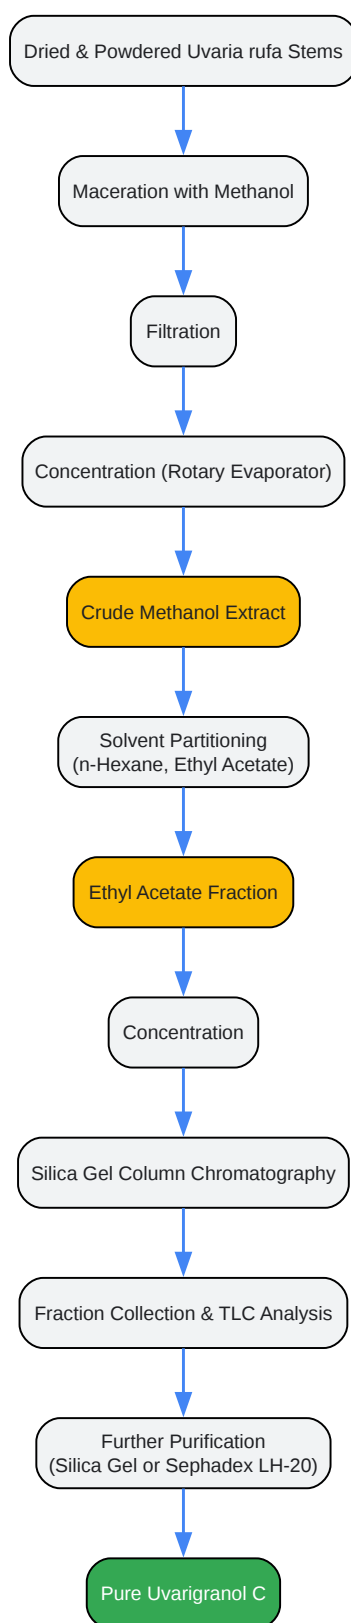 Dried & Powdered Uvaria rufa Stems
Maceration with Methanol
Filtration
Concentration (Rotary Evaporator)
Crude Methanol Extract
Solvent Partitioning
(n-Hexane, Ethyl Acetate)
Ethyl Acetate Fraction
Concentration
Silica Gel Column Chromatography
Fraction Collection & TLC Analysis
Further Purification
(Silica Gel or Sephadex LH-20)
Pure Uvarigranol C